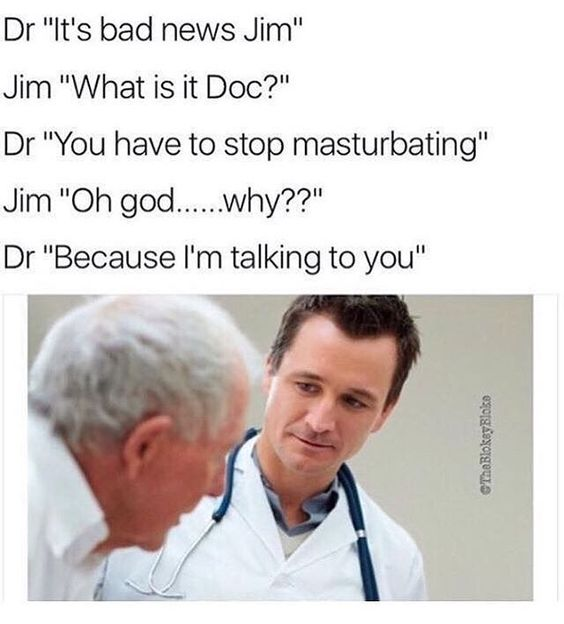 Dr "It's bad news Jim"
Jim "What is it Doc?"
Dr "You have to stop masturbating"
Jim "Oh god......why??"
Dr "Because I'm talking to you"
@TheBlokeyBloke